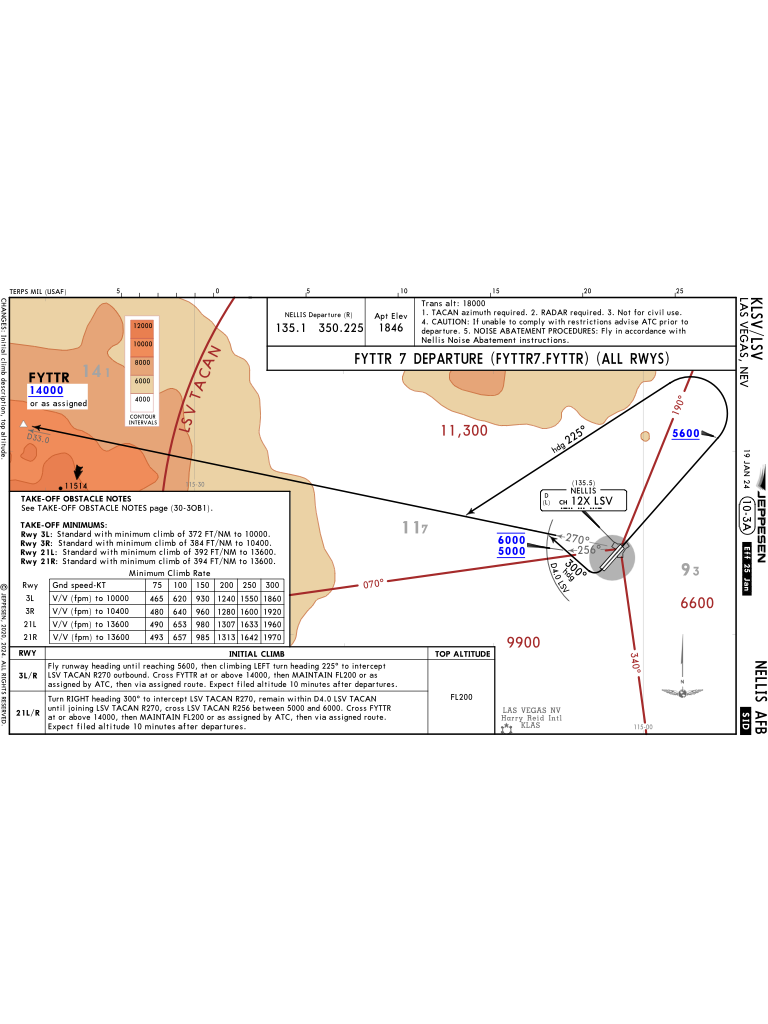 TERPS MIL (USAF)
5
0
5
10
15
20
25
KLSV/LSV
LAS VEGAS, NEV
19 JAN 24
JEPPESEN
10-3A
Eff 25 Jan
NELLIS AFB
SID
CHANGES: Initial climb description, top altitude.
© JEPPESEN, 2020, 2024. ALL RIGHTS RESERVED.
NELLIS Departure (R)
135.1 350.225
Apt Elev
1846
Trans alt: 18000
1. TACAN azimuth required. 2. RADAR required. 3. Not for civil use.
4. CAUTION: If unable to comply with restrictions advise ATC prior to
departure. 5. NOISE ABATEMENT PROCEDURES: Fly in accordance with
Nellis Noise Abatement instructions.
FYTTR 7 DEPARTURE (FYTTR7.FYTTR) (ALL RWYS)
12000
10000
8000
6000
4000
CONTOUR
INTERVALS
FYTTR
14000
or as assigned
D33.0
141
11514
LSV TACAN
115-30
11,300
117
hdg 225°
190°
5600
(135.5)
NELLIS
D
(L) CH 12X LSV
6000
5000
270°
256°
300°
hdg
D4.0 LSV
070°
340°
93
6600
9900
N
LAS VEGAS NV
Harry Reid Intl
KLAS
115-00
TAKE-OFF OBSTACLE NOTES
See TAKE-OFF OBSTACLE NOTES page (30-3OB1).
TAKE-OFF MINIMUMS:
Rwy 3L: Standard with minimum climb of 372 FT/NM to 10000.
Rwy 3R: Standard with minimum climb of 384 FT/NM to 10400.
Rwy 21L: Standard with minimum climb of 392 FT/NM to 13600.
Rwy 21R: Standard with minimum climb of 394 FT/NM to 13600.
Minimum Climb Rate
Rwy Gnd speed-KT 75 100 150 200 250 300
3L V/V (fpm) to 10000 465 620 930 1240 1550 1860
3R V/V (fpm) to 10400 480 640 960 1280 1600 1920
21L V/V (fpm) to 13600 490 653 980 1307 1633 1960
21R V/V (fpm) to 13600 493 657 985 1313 1642 1970
RWY INITIAL CLIMB TOP ALTITUDE
3L/R
Fly runway heading until reaching 5600, then climbing LEFT turn heading 225° to intercept
LSV TACAN R270 outbound. Cross FYTTR at or above 14000, then MAINTAIN FL200 or as
assigned by ATC, then via assigned route. Expect filed altitude 10 minutes after departures.
21L/R
Turn RIGHT heading 300° to intercept LSV TACAN R270, remain within D4.0 LSV TACAN
until joining LSV TACAN R270, cross LSV TACAN R256 between 5000 and 6000. Cross FYTTR
at or above 14000, then MAINTAIN FL200 or as assigned by ATC, then via assigned route.
Expect filed altitude 10 minutes after departures.
FL200